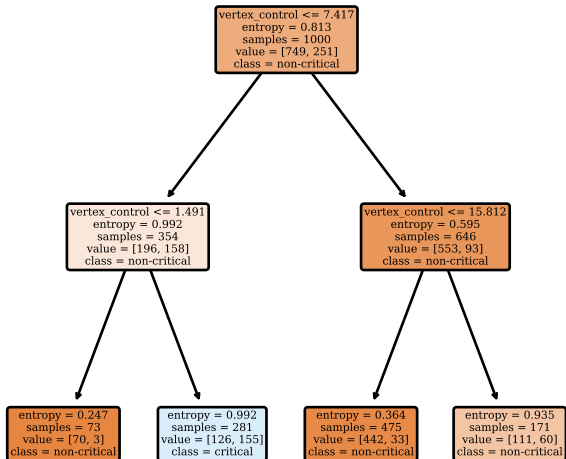 vertex_control <= 7.417
entropy = 0.813
samples = 1000
value = [749, 251]
class = non-critical
vertex_control <= 1.491
entropy = 0.992
samples = 354
value = [196, 158]
class = non-critical
vertex_control <= 15.812
entropy = 0.595
samples = 646
value = [553, 93]
class = non-critical
entropy = 0.247
samples = 73
value = [70, 3]
class = non-critical
entropy = 0.992
samples = 281
value = [126, 155]
class = critical
entropy = 0.364
samples = 475
value = [442, 33]
class = non-critical
entropy = 0.935
samples = 171
value = [111, 60]
class = non-critical